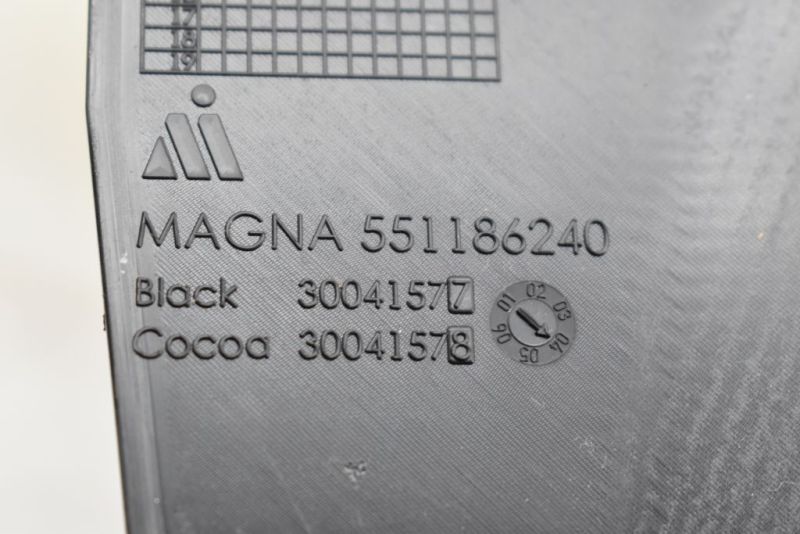 17
18
19
MAGNA 551186240
Black 30041577
Cocoa 30041578
01 02 03 04 05 06